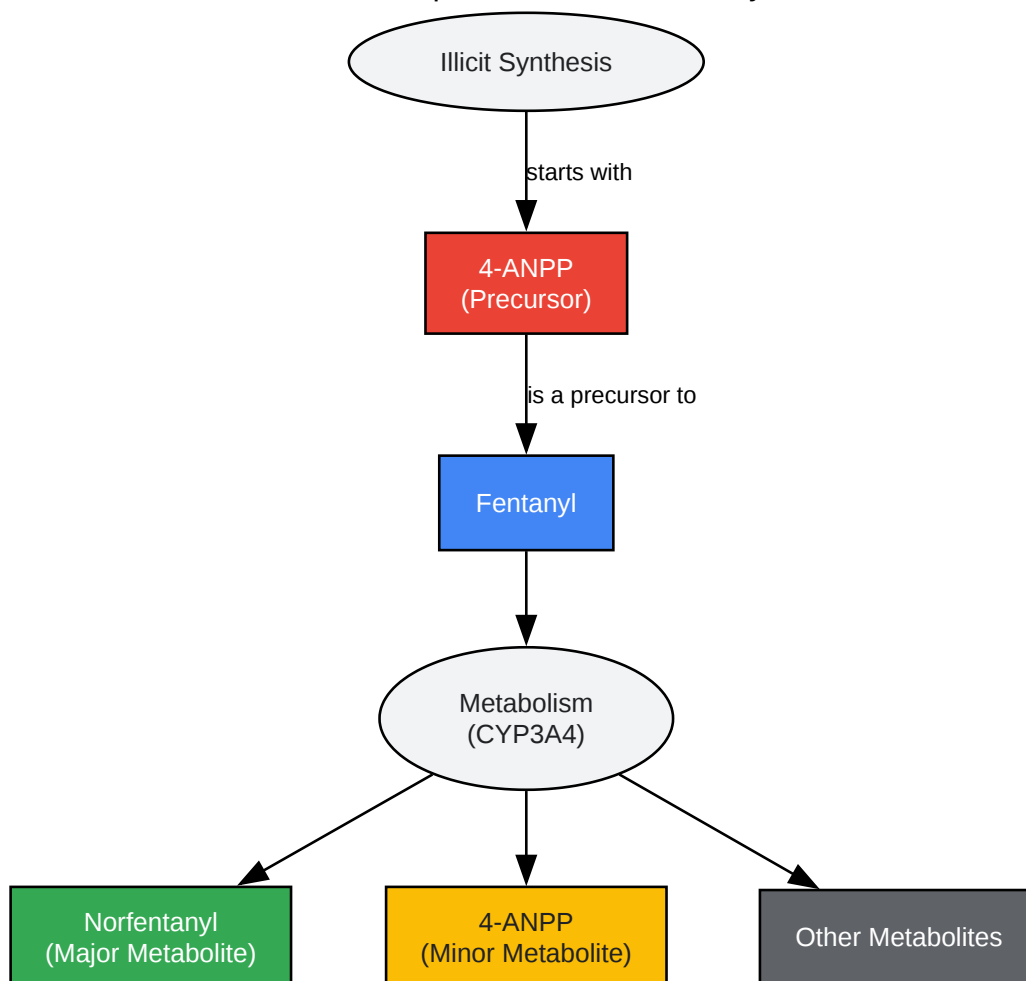 Illicit Synthesis
starts with
4-ANPP
(Precursor)
is a precursor to
Fentanyl
Metabolism
(CYP3A4)
Norfentanyl
(Major Metabolite)
4-ANPP
(Minor Metabolite)
Other Metabolites